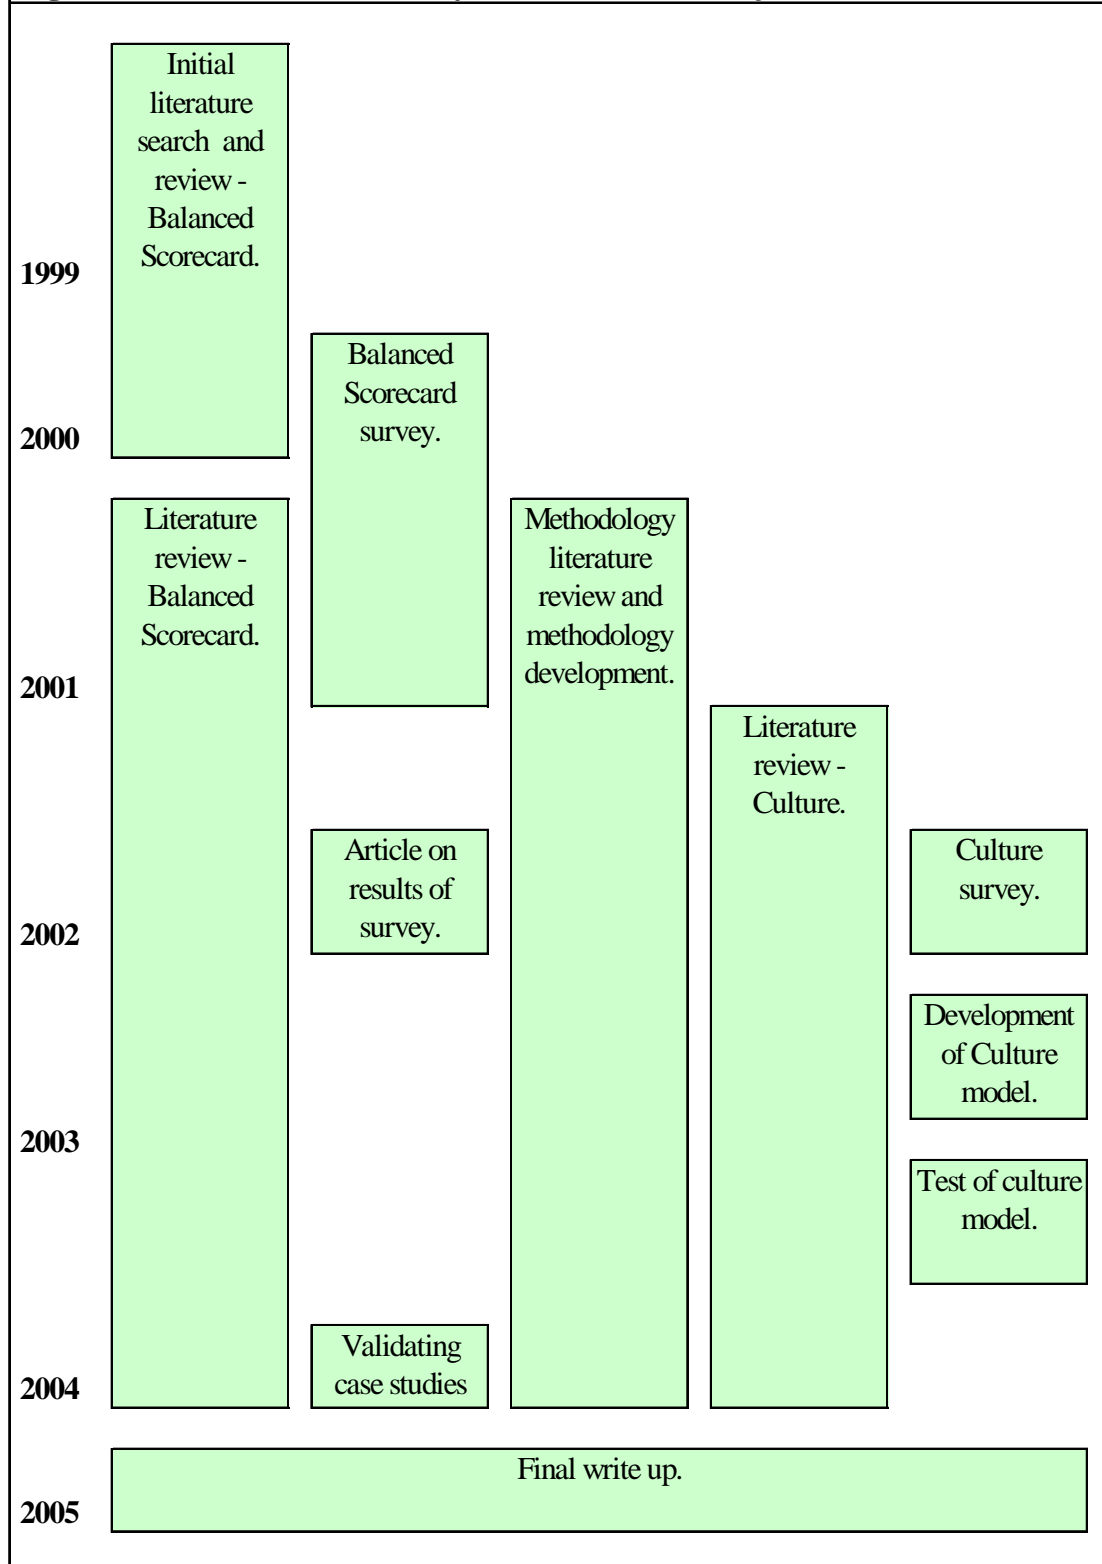 Initial
literature
search and
review -
Balanced
Scorecard.
1999
Balanced
Scorecard
survey.
2000
Literature
review -
Balanced
Scorecard.
Methodology
literature
review and
methodology
development.
2001
Literature
review -
Culture.
Article on
results of
survey.
Culture
survey.
2002
Development
of Culture
model.
2003
Test of culture
model.
Validating
case studies
2004
Final write up.
2005